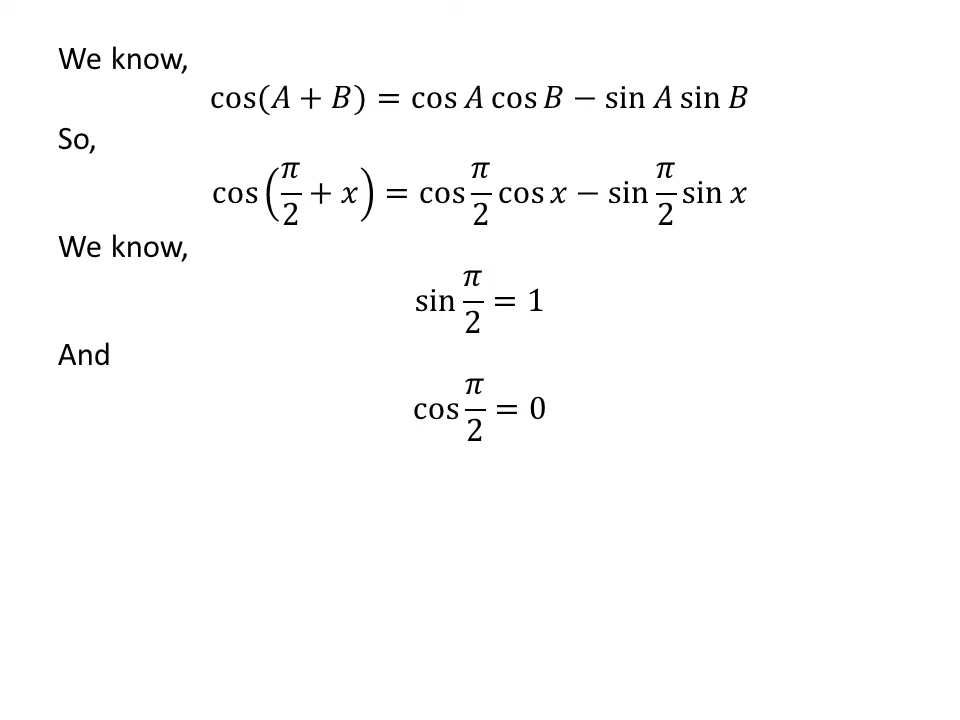 We know,
cos(𝐴 + 𝐵) = cos 𝐴 cos 𝐵 − sin 𝐴 sin 𝐵
So,
cos(π/2 + 𝑥) = cos π/2 cos 𝑥 − sin π/2 sin 𝑥
We know,
sin π/2 = 1
And
cos π/2 = 0